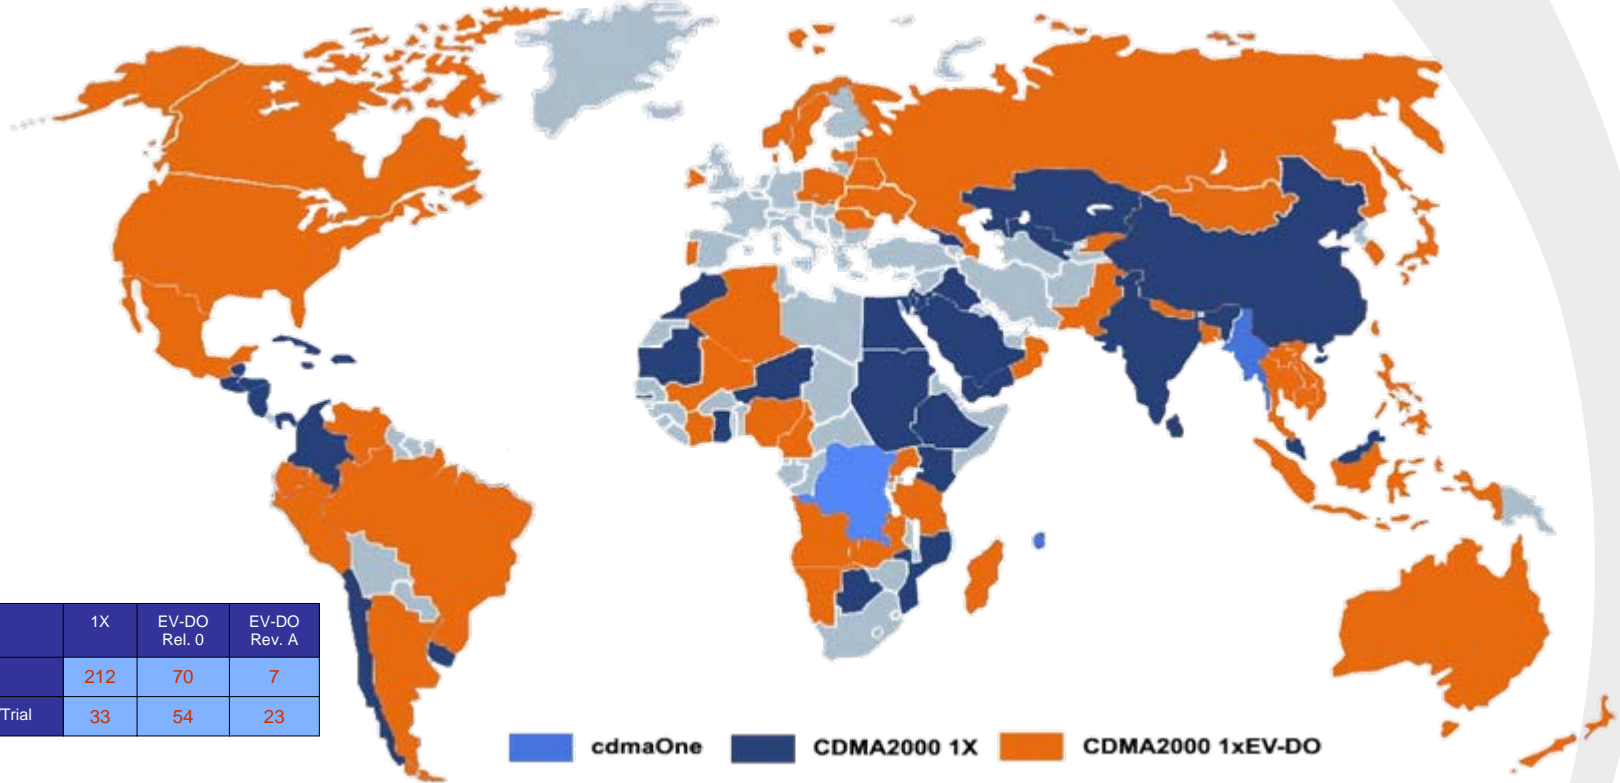 1X EV-DO EV-DO
Rel. 0 Rev. A
212 70 7
/Trial 33 54 23
cdmaOne CDMA2000 1X CDMA2000 1xEV-DO